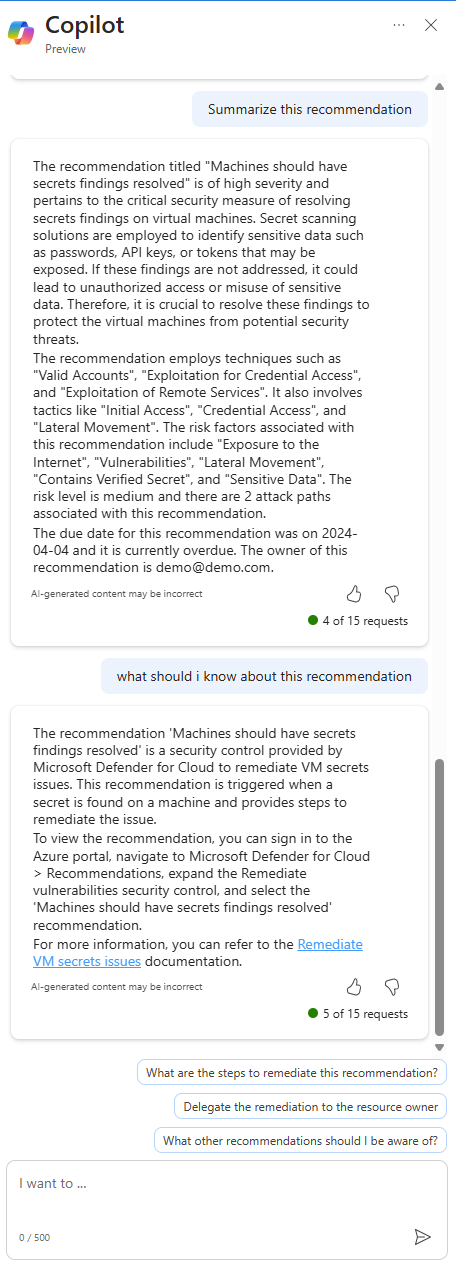 Copilot
Preview
Summarize this recommendation
The recommendation titled "Machines should have
secrets findings resolved" is of high severity and
pertains to the critical security measure of resolving
secrets findings on virtual machines. Secret scanning
solutions are employed to identify sensitive data such
as passwords, API keys, or tokens that may be
exposed. If these findings are not addressed, it could
lead to unauthorized access or misuse of sensitive
data. Therefore, it is crucial to resolve these findings to
protect the virtual machines from potential security
threats.
The recommendation employs techniques such as
"Valid Accounts", "Exploitation for Credential Access",
and "Exploitation of Remote Services". It also involves
tactics like "Initial Access", "Credential Access", and
"Lateral Movement". The risk factors associated with
this recommendation include "Exposure to the
Internet", "Vulnerabilities", "Lateral Movement",
"Contains Verified Secret", and "Sensitive Data". The
risk level is medium and there are 2 attack paths
associated with this recommendation.
The due date for this recommendation was on 2024-
04-04 and it is currently overdue. The owner of this
recommendation is demo@demo.com.
AI-generated content may be incorrect
4 of 15 requests
what should i know about this recommendation
The recommendation 'Machines should have secrets
findings resolved' is a security control provided by
Microsoft Defender for Cloud to remediate VM secrets
issues. This recommendation is triggered when a
secret is found on a machine and provides steps to
remediate the issue.
To view the recommendation, you can sign in to the
Azure portal, navigate to Microsoft Defender for Cloud
> Recommendations, expand the Remediate
vulnerabilities security control, and select the
'Machines should have secrets findings resolved'
recommendation.
For more information, you can refer to the Remediate
VM secrets issues documentation.
AI-generated content may be incorrect
5 of 15 requests
What are the steps to remediate this recommendation?
Delegate the remediation to the resource owner
What other recommendations should I be aware of?
I want to ...
0 / 500